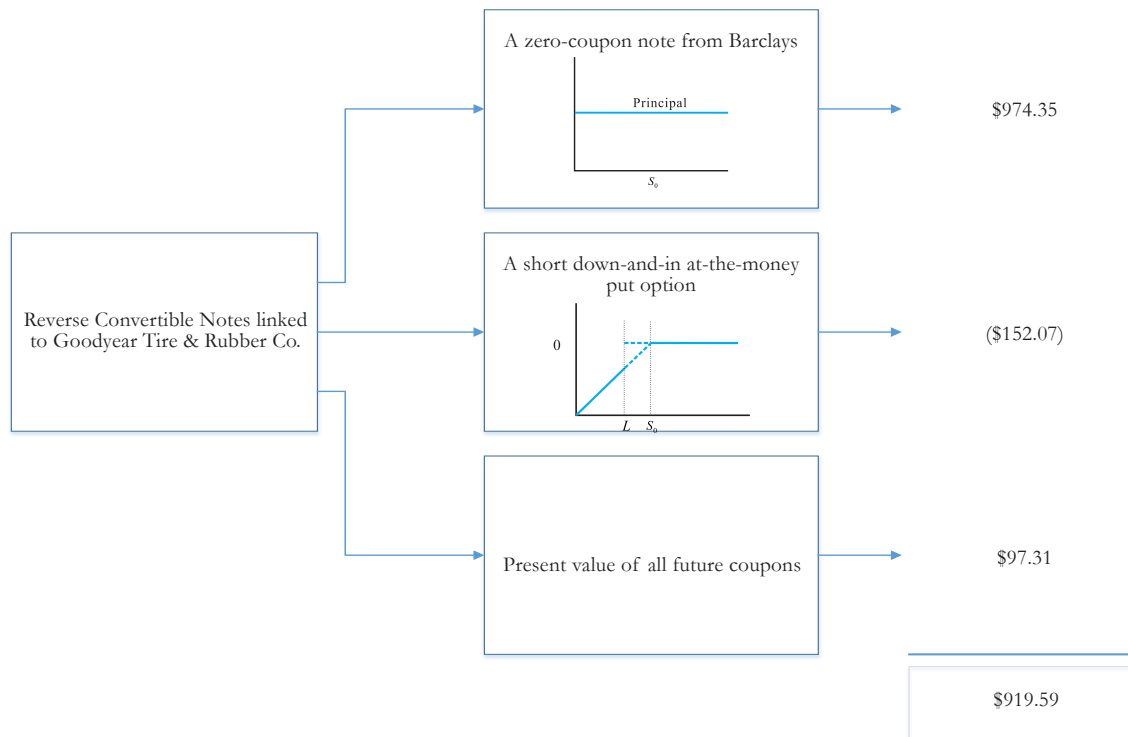 A zero-coupon note from Barclays
Principal
S₀
$974.35
Reverse Convertible Notes linked
to Goodyear Tire & Rubber Co.
A short down-and-in at-the-money
put option
0
L S₀
($152.07)
Present value of all future coupons
$97.31
$919.59